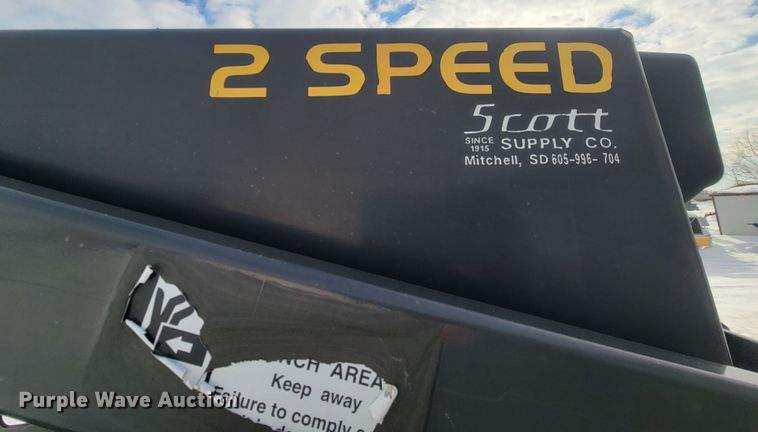 2 SPEED
Scott
SINCE 1915 SUPPLY CO.
Mitchell, SD 605-996- 704
NCH AREA
Keep away
Failure to comply
Purple Wave Auction